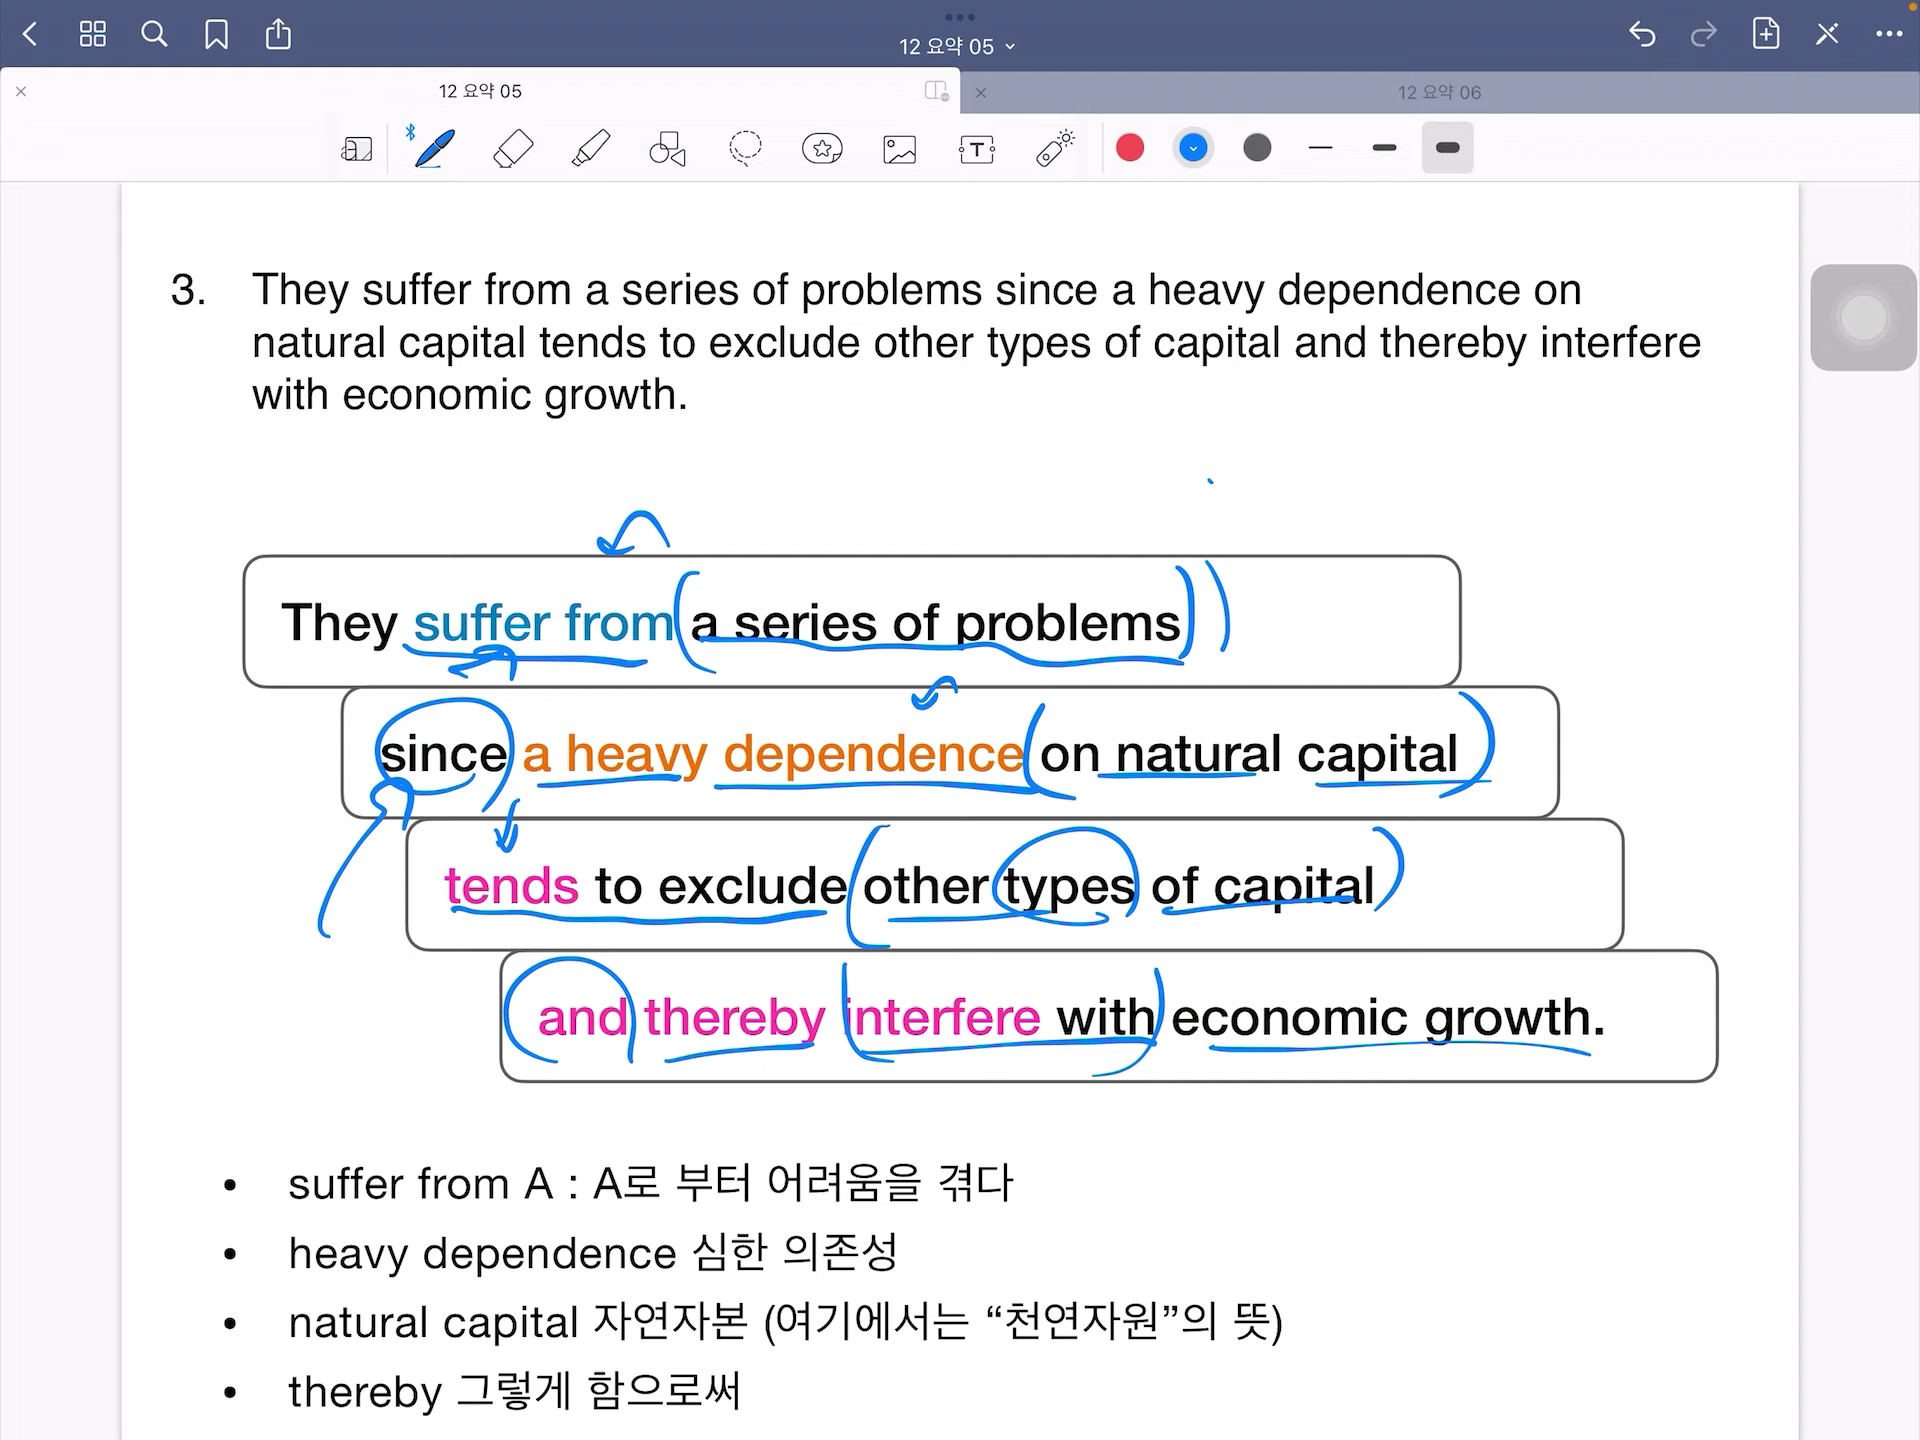 12 요약 05
12 요약 05
12 요약 06
3. They suffer from a series of problems since a heavy dependence on
natural capital tends to exclude other types of capital and thereby interfere
with economic growth.
They suffer from a series of problems
since a heavy dependence on natural capital
tends to exclude other types of capital
and thereby interfere with economic growth.
• suffer from A : A로 부터 어려움을 겪다
• heavy dependence 심한 의존성
• natural capital 자연자본 (여기에서는 “천연자원”의 뜻)
• thereby 그렇게 함으로써